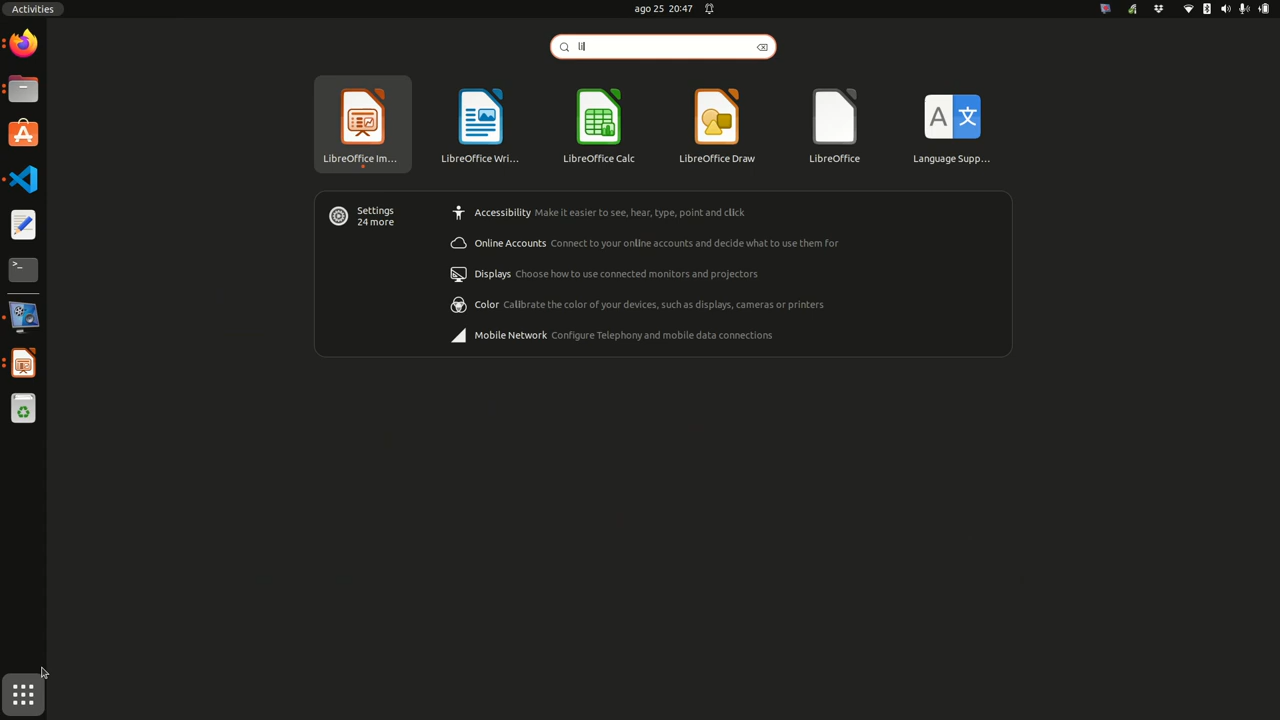 Activities
ago 25 20:47
li
LibreOffice Im...
LibreOffice Wri...
LibreOffice Calc
LibreOffice Draw
LibreOffice
Language Supp...
Settings
24 more
Accessibility Make it easier to see, hear, type, point and click
Online Accounts Connect to your online accounts and decide what to use them for
Displays Choose how to use connected monitors and projectors
Color Calibrate the color of your devices, such as displays, cameras or printers
Mobile Network Configure Telephony and mobile data connections